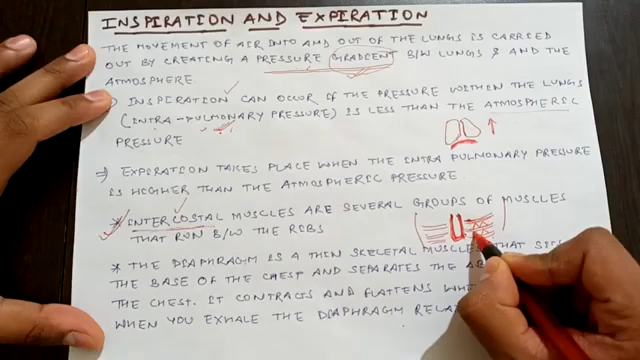 INSPIRATION AND EXPIRATION
THE MOVEMENT OF AIR INTO AND OUT OF THE LUNGS IS CARRIED
OUT BY CREATING A PRESSURE GRADIENT B/W LUNGS & AND THE
ATMOSPHERE.
INSPIRATION CAN OCCUR IF THE PRESSURE WITHIN THE LUNGS
(INTRA-PULMONARY PRESSURE) IS LESS THAN THE ATMOSPHERIC
PRESSURE
⇒ EXPIRATION TAKES PLACE WHEN THE INTRA PULMONARY PRESSURE
IS HIGHER THAN THE ATMOSPHERIC PRESSURE.
* INTERCOSTAL MUSCLES ARE SEVERAL GROUPS OF MUSCLES
THAT RUN B/W THE RIBS
* THE DIAPHRAGM IS A THIN SKELETAL MUSCLE THAT
THE BASE OF THE CHEST AND SEPARATES THE
THE CHEST. IT CONTRACTS AND FLATTENS
WHEN YOU EXHALE THE DIAPHRAGM